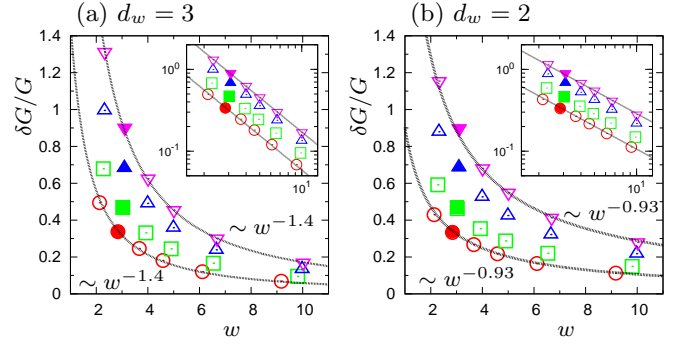 (a) d_w = 3
(b) d_w = 2
δG/G
1.4
1.2
1
0.8
0.6
0.4
0.2
0
2 4 6 8 10
w
10^0
10^-1
10^1
∼ w^−1.4
∼ w^−1.4
δG/G
1.4
1.2
1
0.8
0.6
0.4
0.2
0
2 4 6 8 10
w
10^0
10^-1
10^1
∼ w^−0.93
∼ w^−0.93